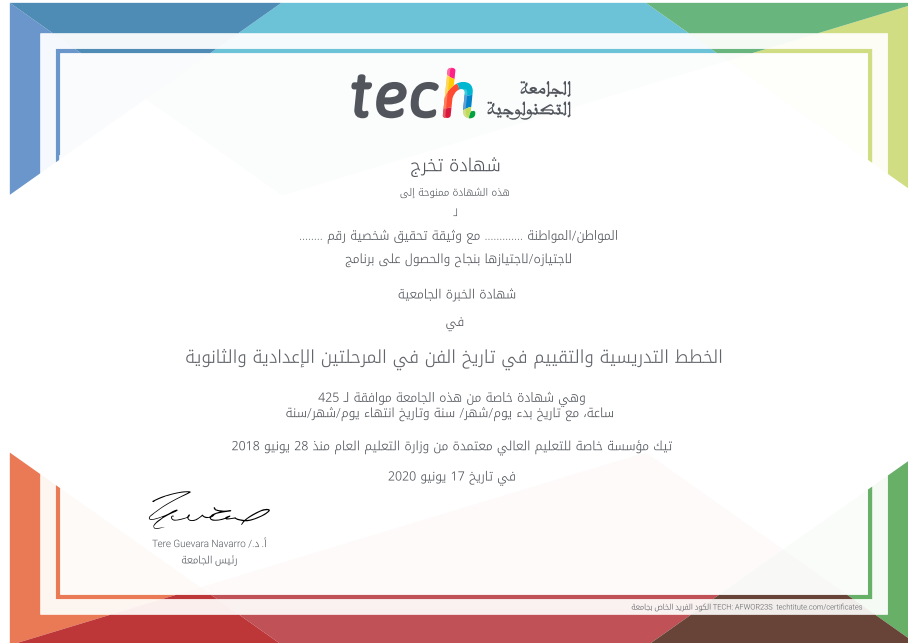 tech الجامعة
التكنولوجية
شهادة تخرج
هذه الشهادة ممنوحة إلى
لـ
المواطن/المواطنة ............. مع وثيقة تحقيق شخصية رقم ........
لاجتيازه/لاجتيازها بنجاح والحصول على برنامج
شهادة الخبرة الجامعية
في
الخطط التدريسية والتقييم في تاريخ الفن في المرحلتين الإعدادية والثانوية
وهي شهادة خاصة من هذه الجامعة موافقة لـ 425
ساعة، مع تاريخ بدء يوم/شهر/ سنة وتاريخ انتهاء يوم/شهر/سنة
تيك مؤسسة خاصة للتعليم العالي معتمدة من وزارة التعليم العام منذ 28 يونيو 2018
في تاريخ 17 يونيو 2020
أ. د./ Tere Guevara Navarro
رئيس الجامعة
الكود الفريد الخاص بجامعة TECH: AFWOR23S techtitute.com/certificates